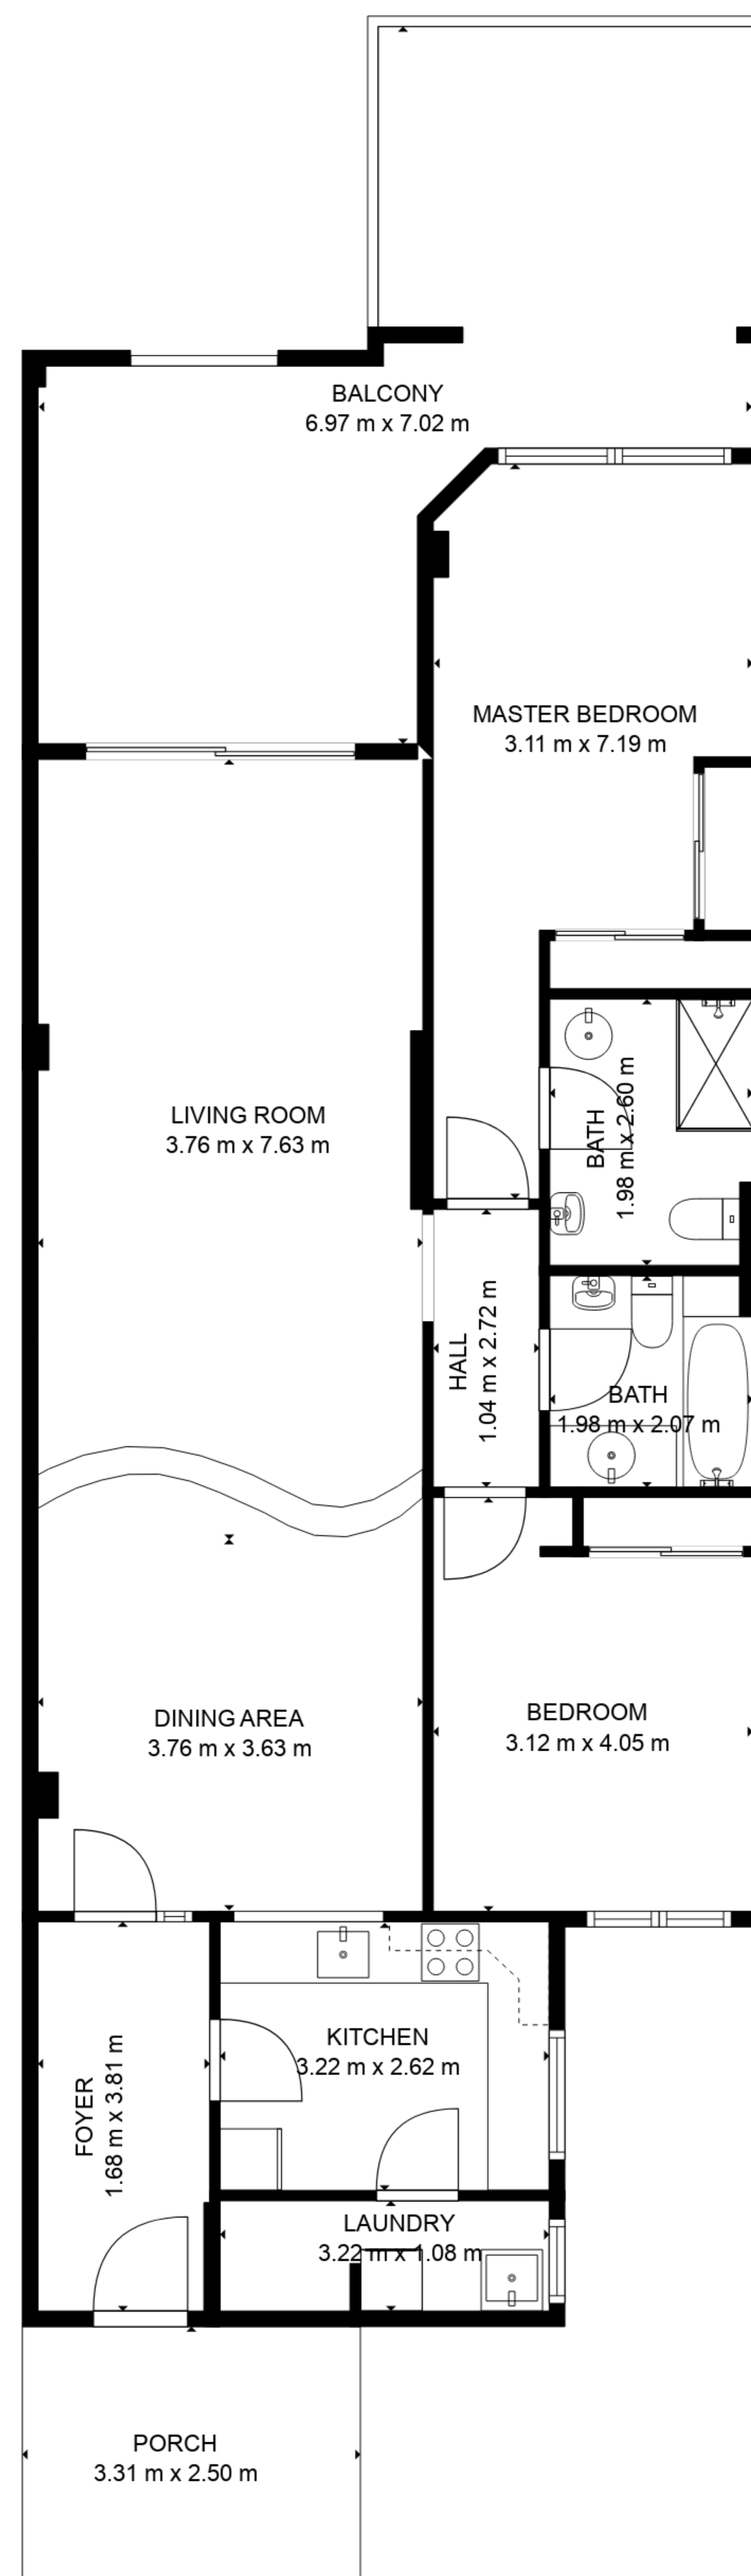 BALCONY
6.97 m x 7.02 m
MASTER BEDROOM
3.11 m x 7.19 m
LIVING ROOM
3.76 m x 7.63 m
BATH
1.98 m x 2.60 m
HALL
1.04 m x 2.72 m
BATH
1.98 m x 2.07 m
DINING AREA
3.76 m x 3.63 m
BEDROOM
3.12 m x 4.05 m
KITCHEN
3.22 m x 2.62 m
FOYER
1.68 m x 3.81 m
LAUNDRY
3.22 m x 1.08 m
PORCH
3.31 m x 2.50 m